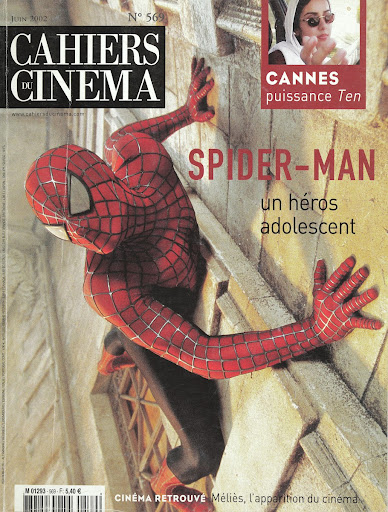 JUIN 2002
N° 569
CAHIERS
DU
CINEMA
www.cahiersducinema.com
CANNES
puissance Ten
SPIDER-MAN
un héros
adolescent
M 01293 - 569 - F: 5,40 €
CINÉMA RETROUVÉ Méliès, l'apparition du cinéma